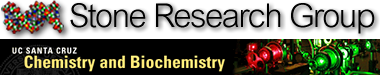 Stone Research Group
UC SANTA CRUZ
Chemistry and Biochemistry